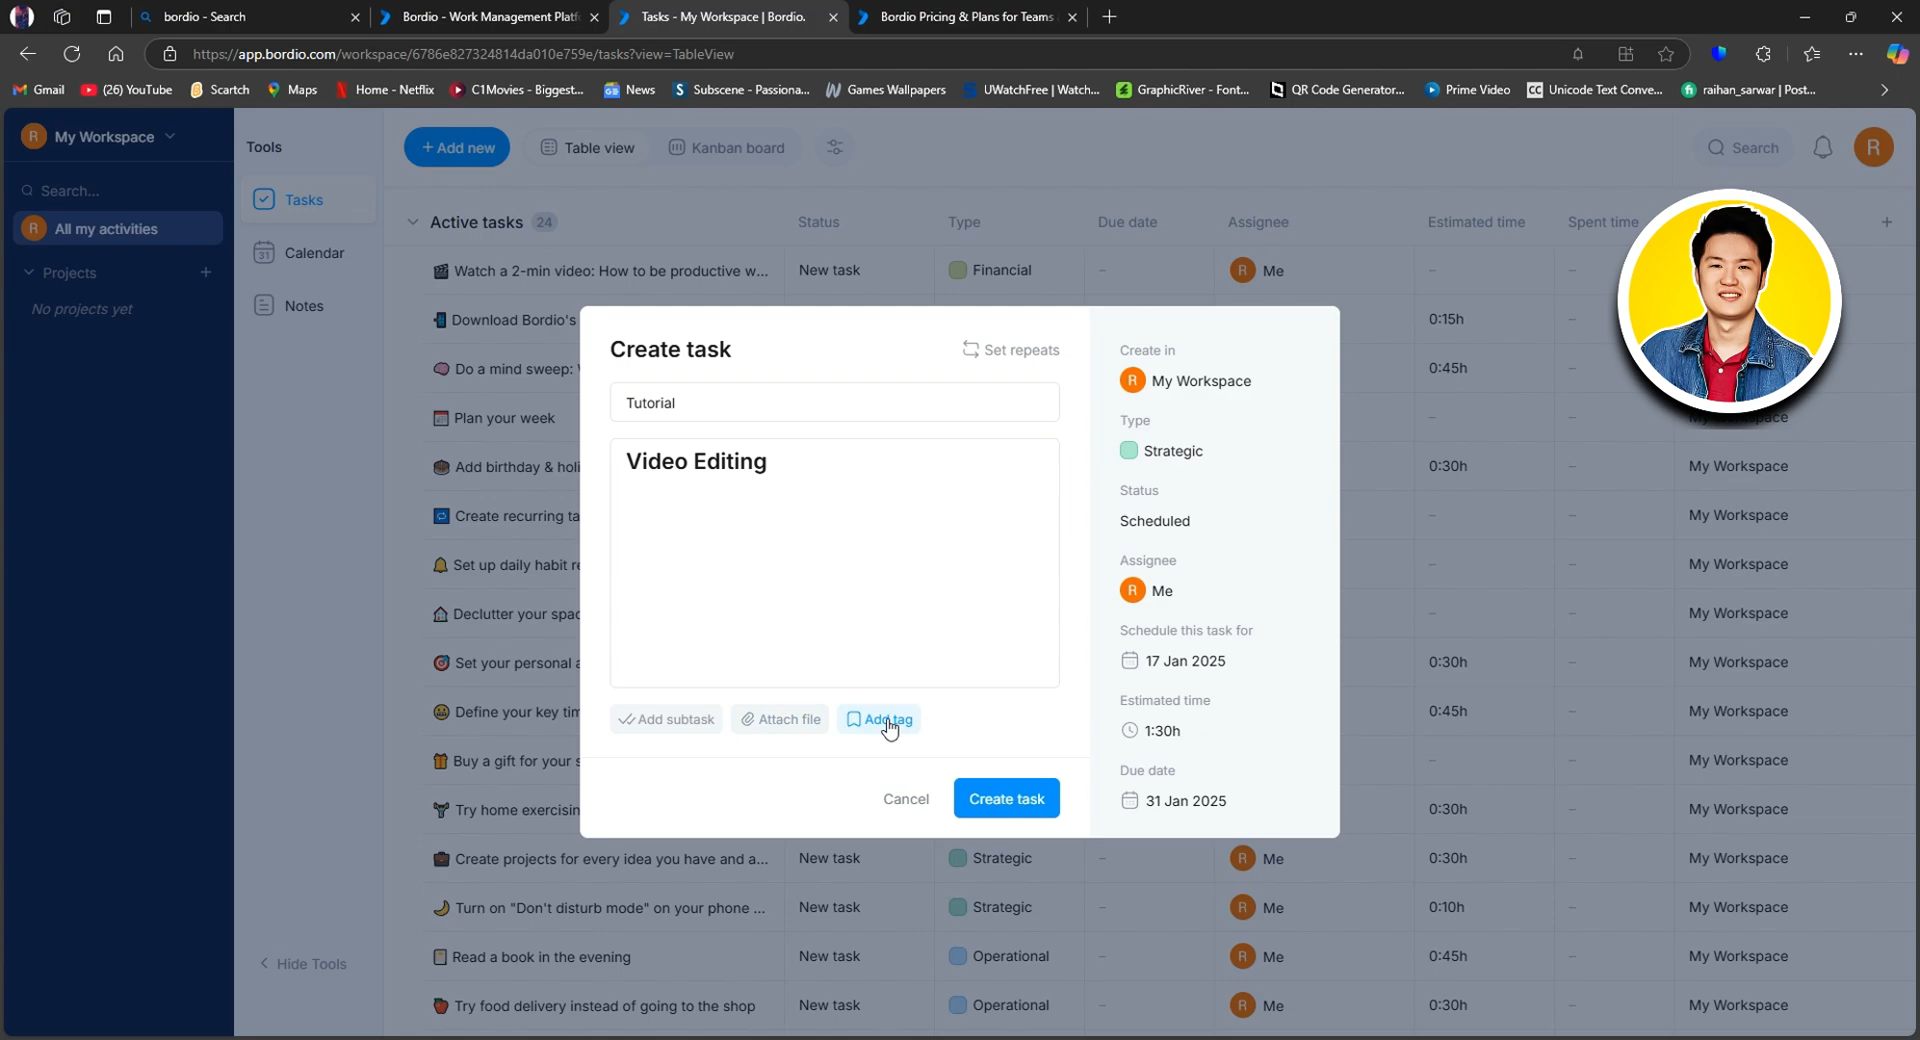 bordio - Search
Bordio - Work Management Platf
Tasks - My Workspace | Bordio.
Bordio Pricing & Plans for Teams
https://app.bordio.com/workspace/6786e827324814da010e759e/tasks?view=TableView
Gmail
(26) YouTube
Scartch
Maps
Home - Netflix
C1Movies - Biggest...
News
Subscene - Passiona...
Games Wallpapers
UWatchFree | Watch...
GraphicRiver - Font...
QR Code Generator...
Prime Video
Unicode Text Conve...
raihan_sarwar | Post...
R My Workspace
Search...
R All my activities
Projects +
No projects yet
Tools
Tasks
31 Calendar
Notes
< Hide Tools
+ Add new
Table view
Kanban board
Search
R
Active tasks 24
Status
Type
Due date
Assignee
Estimated time
Spent time
+
Watch a 2-min video: How to be productive w... New task Financial - R Me - -
Download Bordio's 0:15h -
Do a mind sweep: 0:45h -
Plan your week - -
Add birthday & holi 0:30h - My Workspace
Create recurring ta - - My Workspace
Set up daily habit re - - My Workspace
Declutter your spac - - My Workspace
Set your personal a 0:30h - My Workspace
Define your key tim 0:45h - My Workspace
Buy a gift for your s - - My Workspace
Try home exercisin 0:30h - My Workspace
Create projects for every idea you have and a... New task Strategic - R Me 0:30h - My Workspace
Turn on "Don't disturb mode" on your phone ... New task Strategic - R Me 0:10h - My Workspace
Read a book in the evening New task Operational - R Me 0:45h - My Workspace
Try food delivery instead of going to the shop New task Operational - R Me 0:30h - My Workspace
Create task
Set repeats
Tutorial
Video Editing
Add subtask
Attach file
Add tag
Cancel
Create task
Create in
R My Workspace
Type
Strategic
Status
Scheduled
Assignee
R Me
Schedule this task for
17 Jan 2025
Estimated time
1:30h
Due date
31 Jan 2025